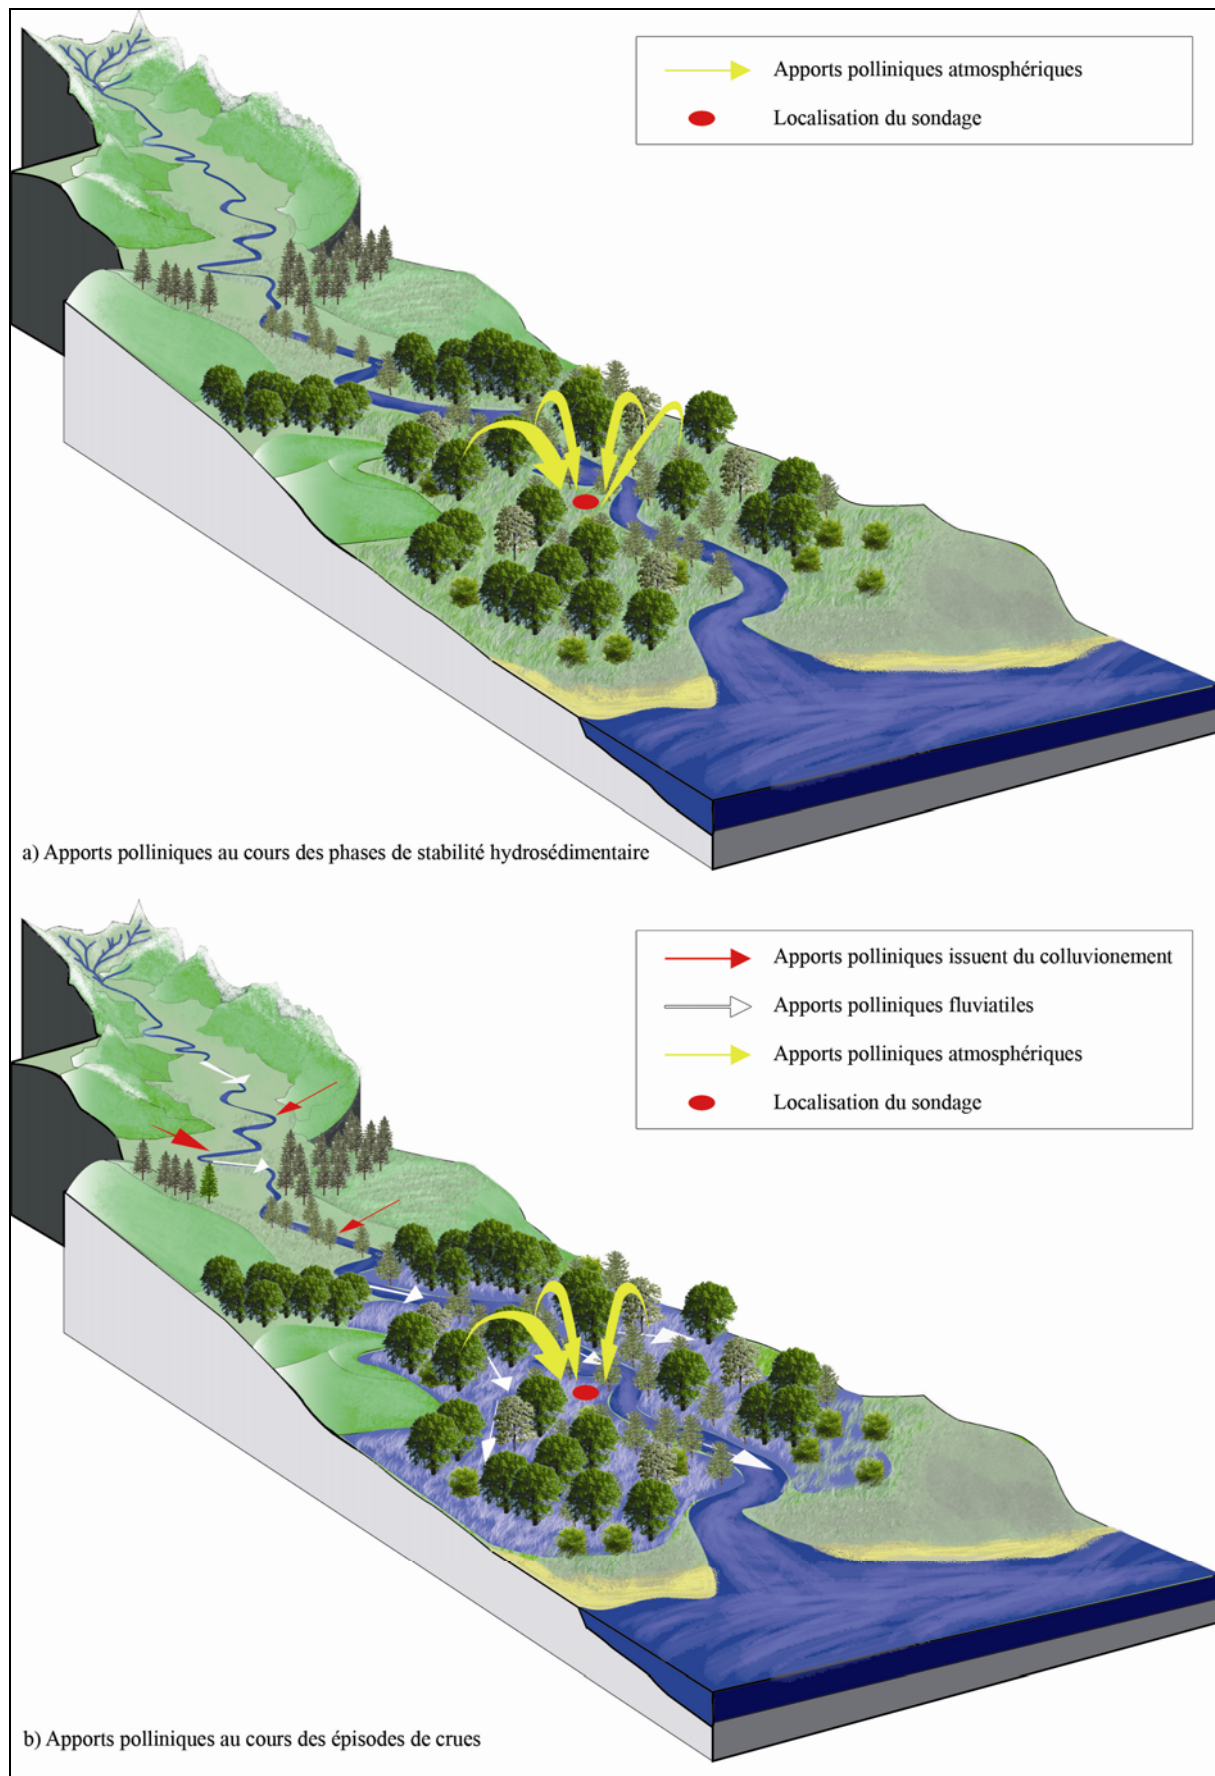 Apports polliniques atmosphériques
Localisation du sondage
a) Apports polliniques au cours des phases de stabilité hydrosédimentaire
Apports polliniques issuent du colluvionement
Apports polliniques fluviatiles
Apports polliniques atmosphériques
Localisation du sondage
b) Apports polliniques au cours des épisodes de crues